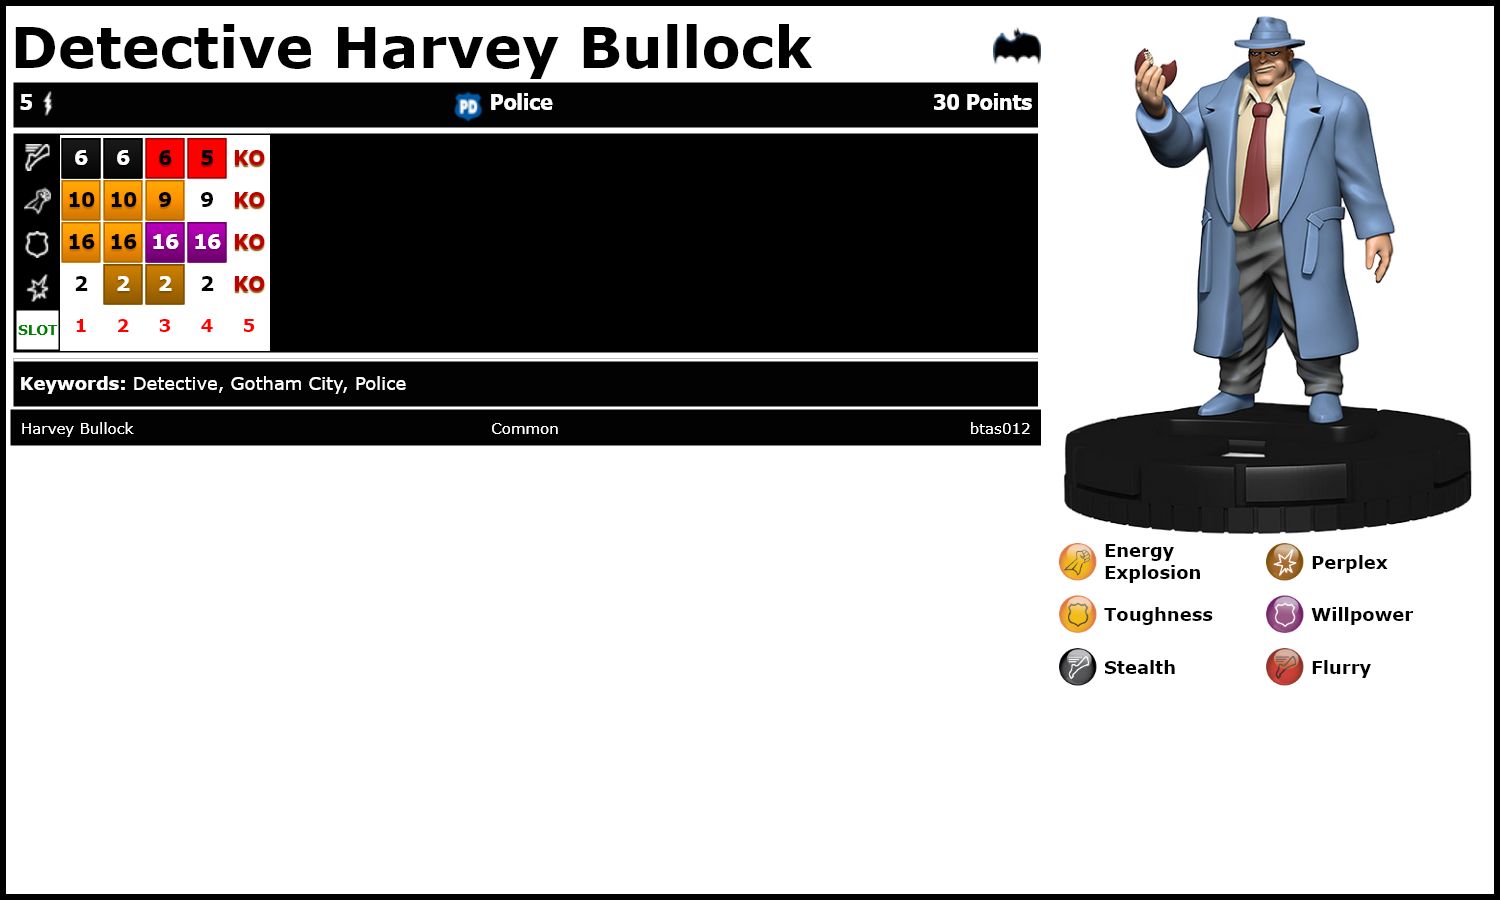 Detective Harvey Bullock
5 PD Police 30 Points
6 6 6 5 KO
10 10 9 9 KO
16 16 16 16 KO
2 2 2 2 KO
SLOT 1 2 3 4 5
Keywords: Detective, Gotham City, Police
Harvey Bullock Common btas012
Energy
Explosion
Perplex
Toughness Willpower
Stealth Flurry